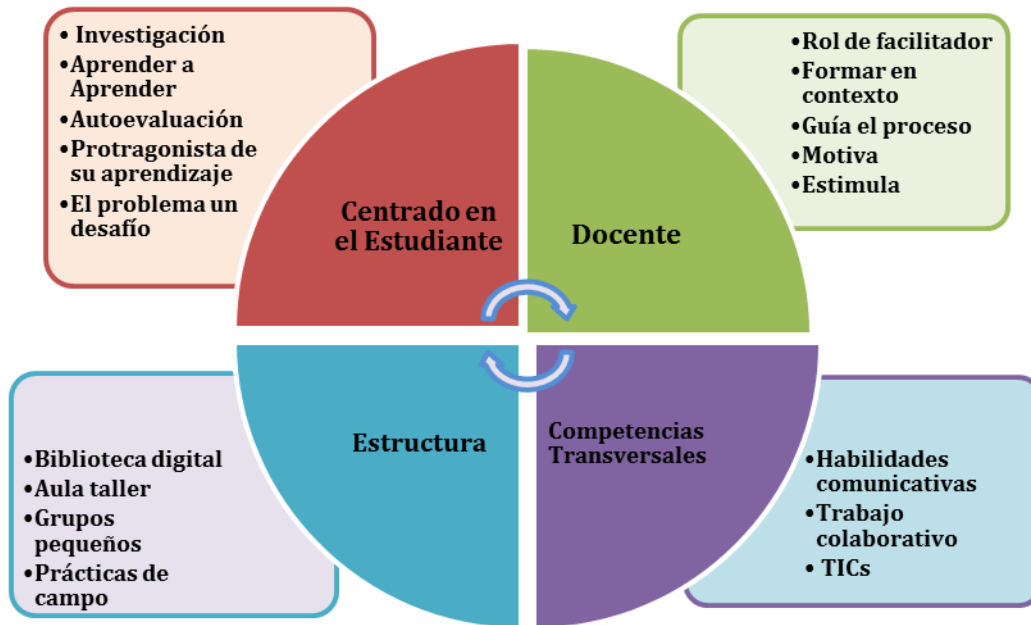 • Investigación
•Aprender a
Aprender
•Autoevaluación
•Protragonista de
su aprendizaje
•El problema un
desafío
Centrado en
el Estudiante
•Rol de facilitador
•Formar en
contexto
•Guía el proceso
•Motiva
•Estimula
Docente
•Biblioteca digital
•Aula taller
•Grupos
pequeños
•Prácticas de
campo
Estructura
Competencias
Transversales
•Habilidades
comunicativas
•Trabajo
colaborativo
• TICs